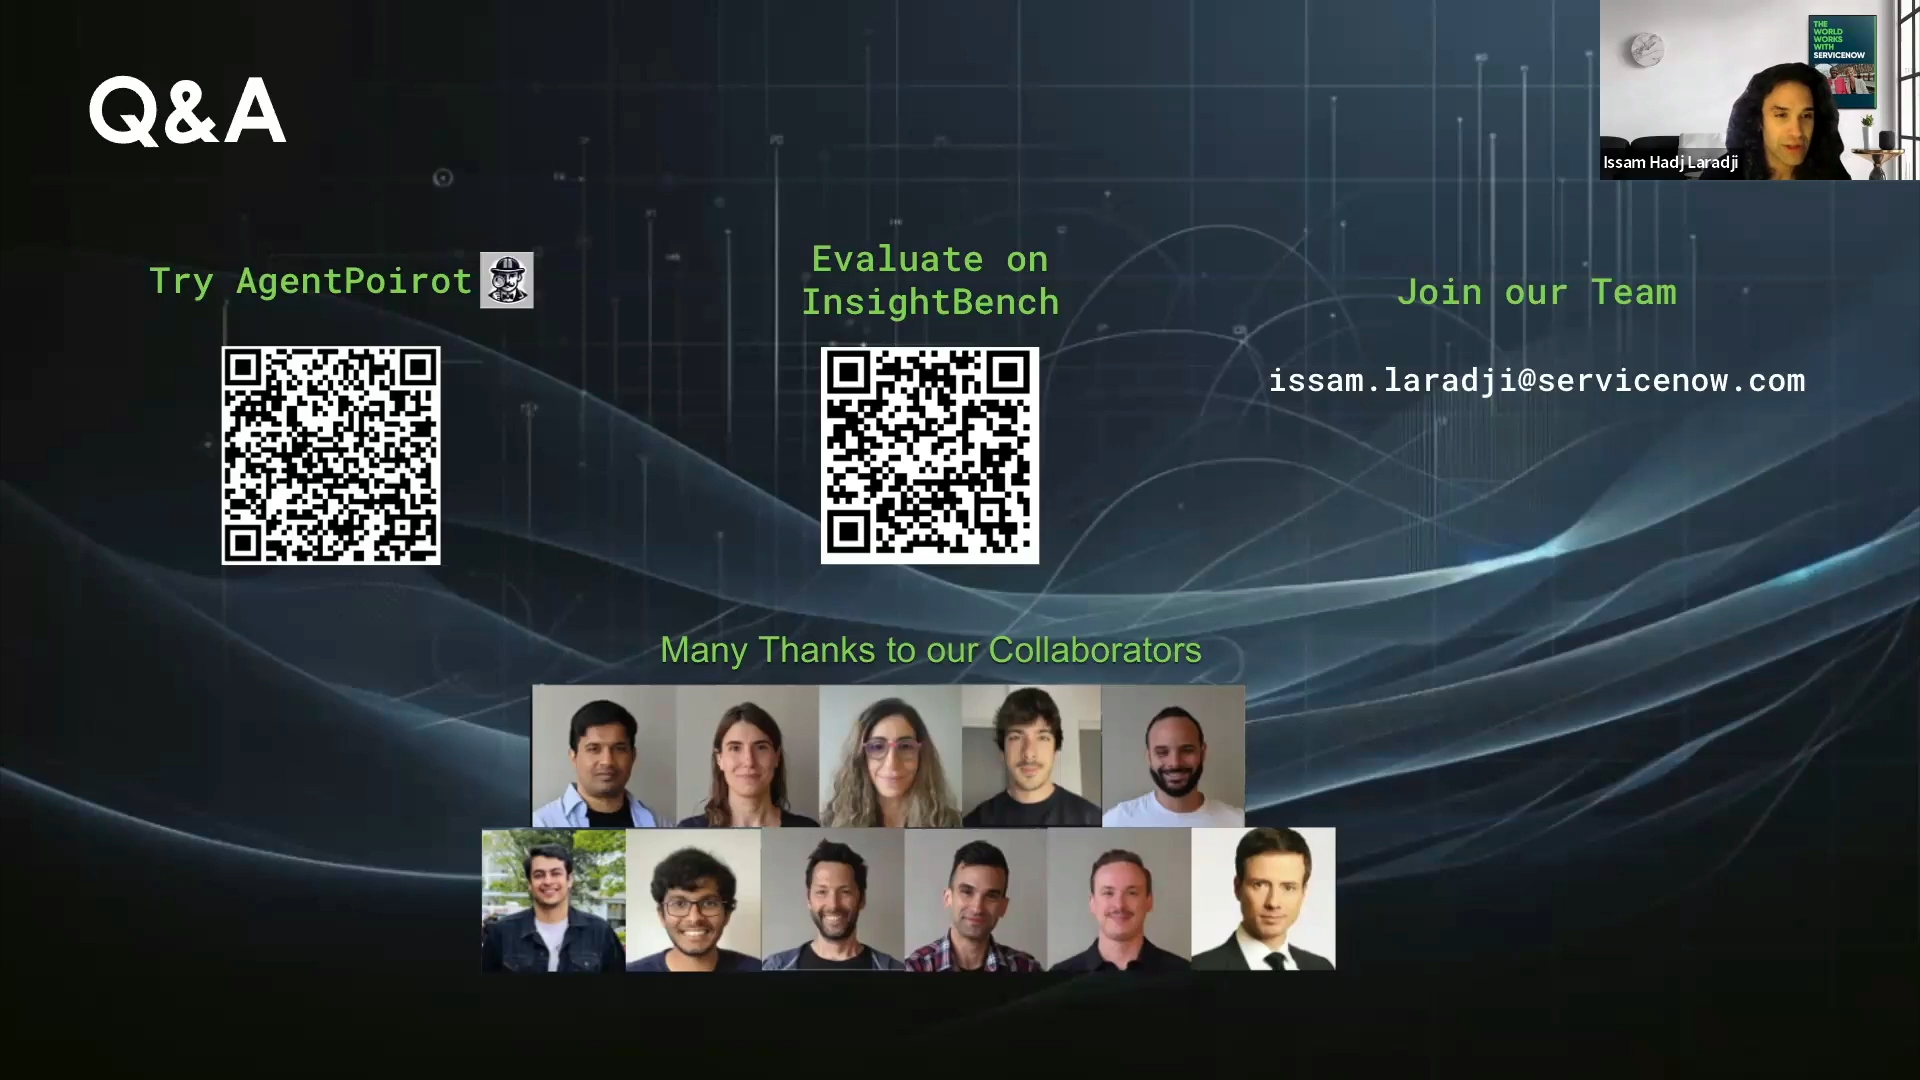 Q&A
THE
WORLD
WORKS
WITH
SERVICENOW
Issam Hadj Laradji
Try AgentPoirot
Evaluate on
InsightBench
Join our Team
issam.laradji@servicenow.com
Many Thanks to our Collaborators